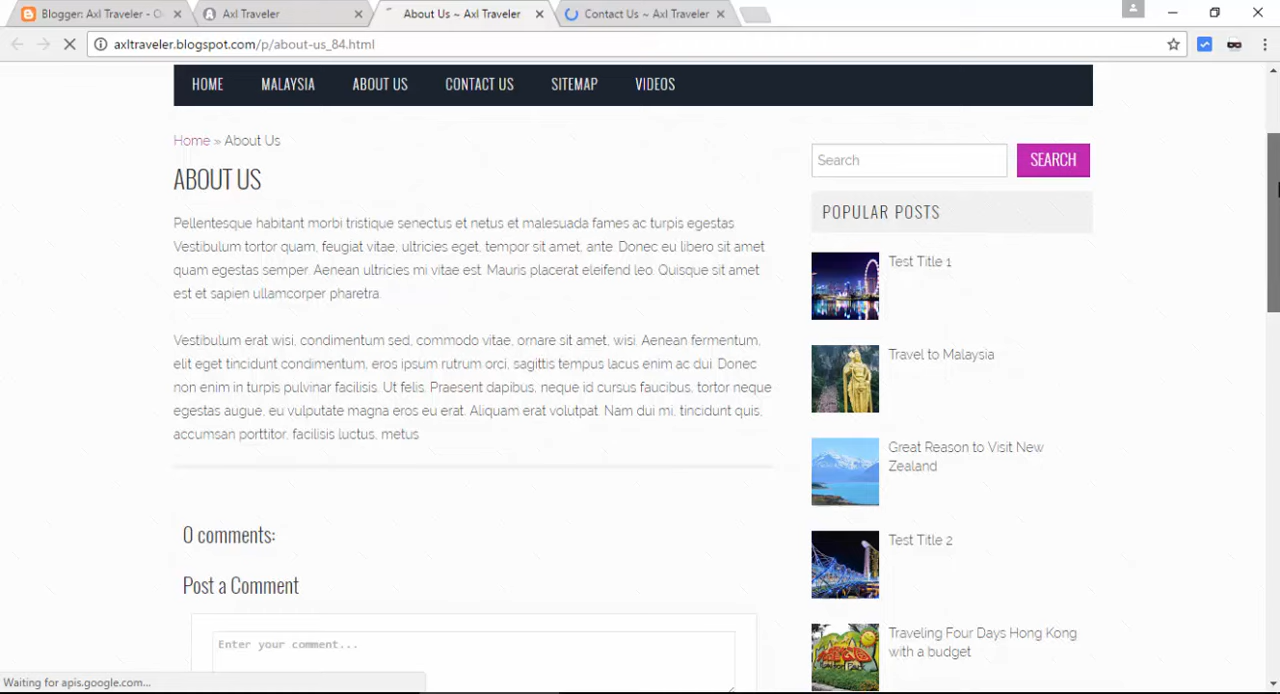 Blogger: Axl Traveler - O
Axl Traveler
About Us ~ Axl Traveler
Contact Us ~ Axl Traveler
axltraveler.blogspot.com/p/about-us_84.html
HOME
MALAYSIA
ABOUT US
CONTACT US
SITEMAP
VIDEOS
Home » About Us
ABOUT US
Pellentesque habitant morbi tristique senectus et netus et malesuada fames ac turpis egestas
Vestibulum tortor quam, feugiat vitae, ultricies eget, tempor sit amet, ante. Donec eu libero sit amet
quam egestas semper. Aenean ultricies mi vitae est. Mauris placerat eleifend leo. Quisque sit amet
est et sapien ullamcorper pharetra.
Vestibulum erat wisi, condimentum sed, commodo vitae, ornare sit amet, wisi. Aenean fermentum,
elit eget tincidunt condimentum, eros ipsum rutrum orci, sagittis tempus lacus enim ac dui. Donec
non enim in turpis pulvinar facilisis. Ut felis. Praesent dapibus, neque id cursus faucibus, tortor neque
egestas augue, eu vulputate magna eros eu erat. Aliquam erat volutpat. Nam dui mi, tincidunt quis,
accumsan porttitor, facilisis luctus, metus
0 comments:
Post a Comment
Enter your comment...
Search
SEARCH
POPULAR POSTS
Test Title 1
Travel to Malaysia
Great Reason to Visit New
Zealand
Test Title 2
Traveling Four Days Hong Kong
with a budget
Waiting for apis.google.com...